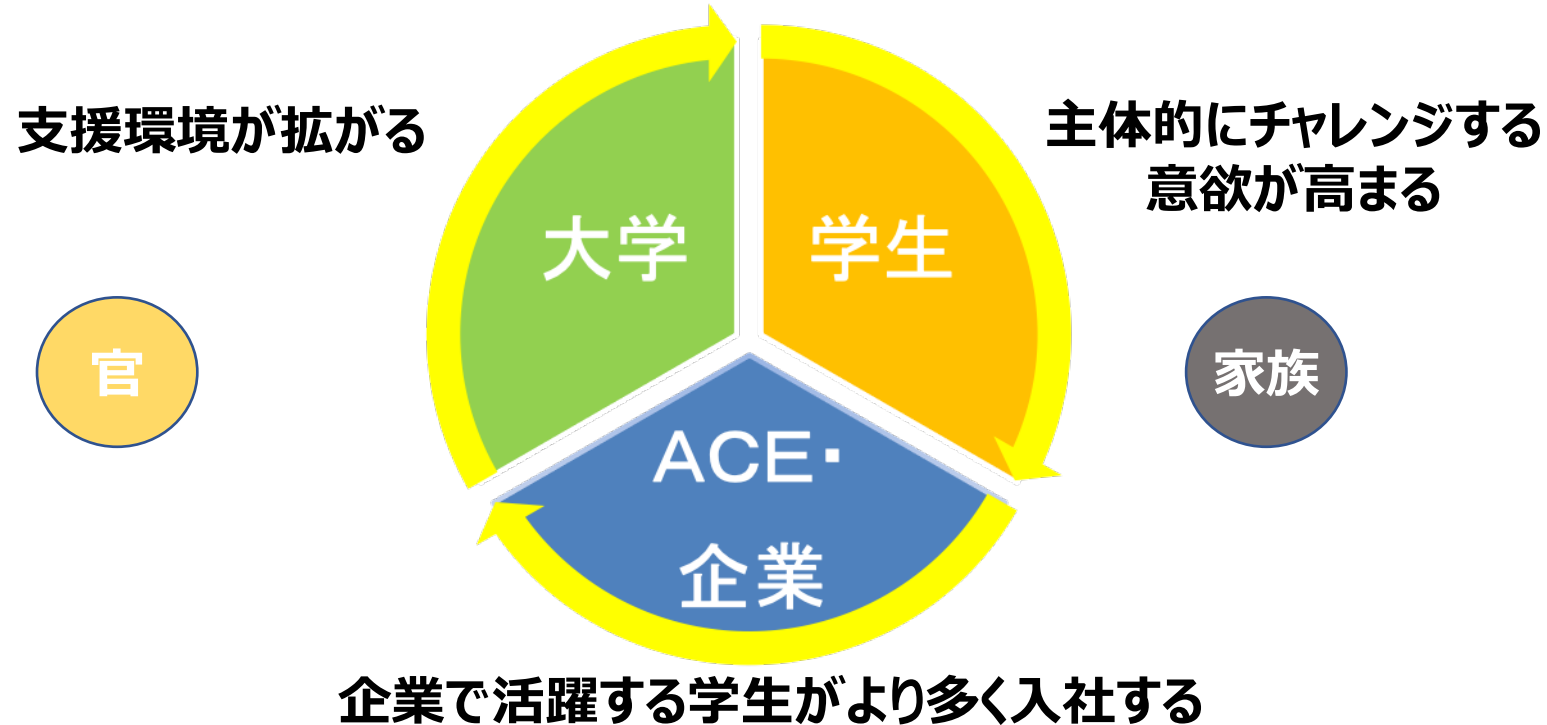 支援環境が拡がる
主体的にチャレンジする
意欲が高まる
大学
学生
官
家族
ACE・
企業
企業で活躍する学生がより多く入社する